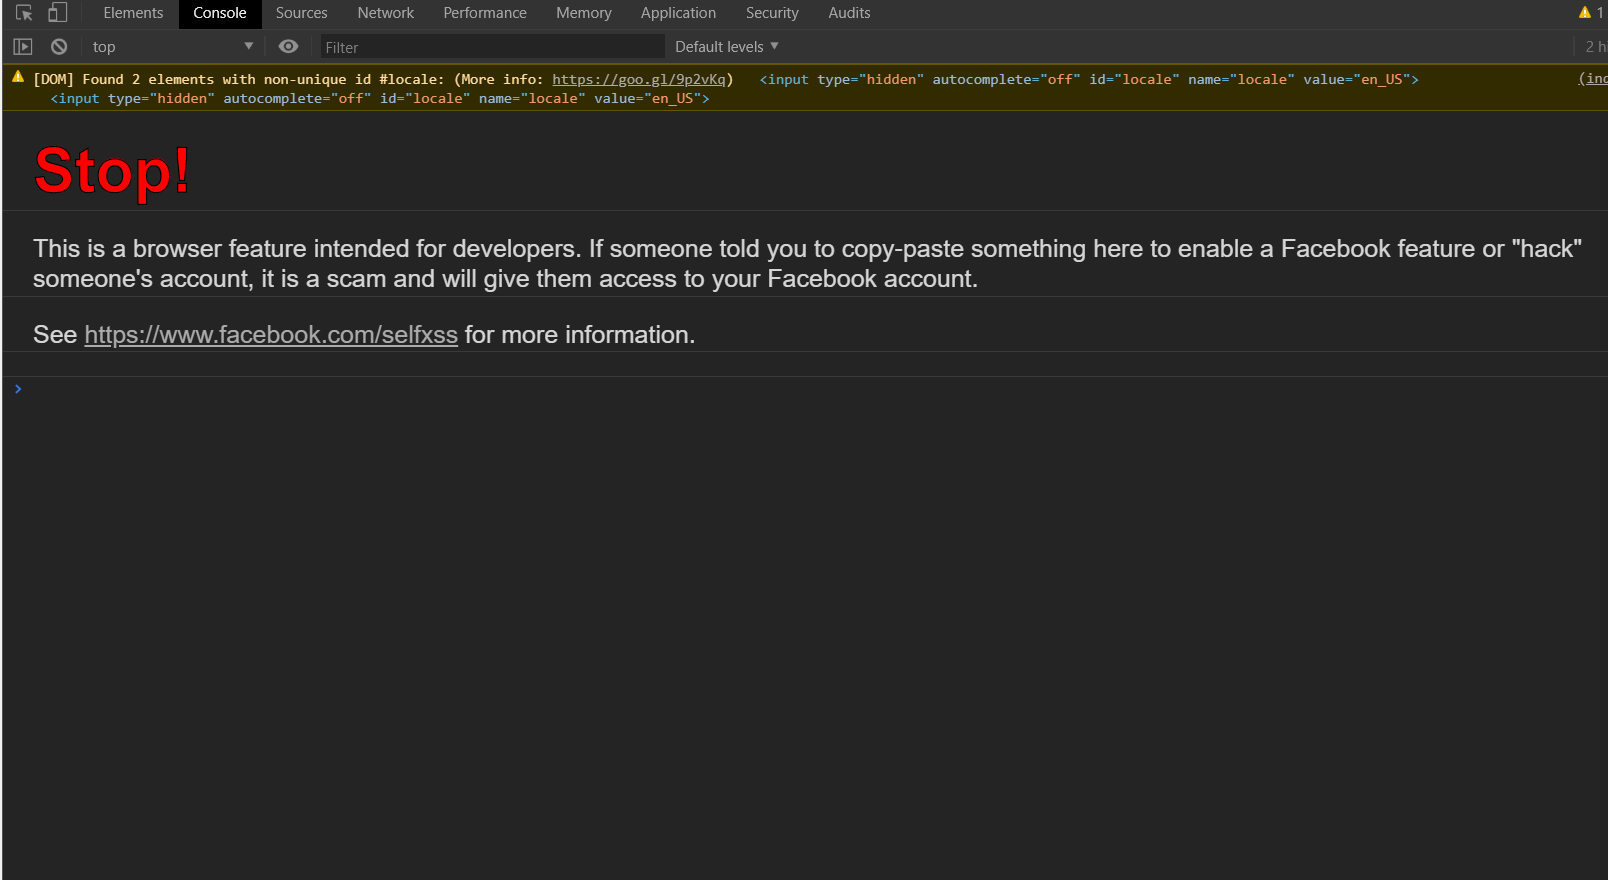 Elements Console Sources Network Performance Memory Application Security Audits 1
top Filter Default levels 2 hi
[DOM] Found 2 elements with non-unique id #locale: (More info: https://goo.gl/9p2vKq) <input type="hidden" autocomplete="off" id="locale" name="locale" value="en_US">
<input type="hidden" autocomplete="off" id="locale" name="locale" value="en_US">
Stop!
This is a browser feature intended for developers. If someone told you to copy-paste something here to enable a Facebook feature or "hack"
someone's account, it is a scam and will give them access to your Facebook account.
See https://www.facebook.com/selfxss for more information.